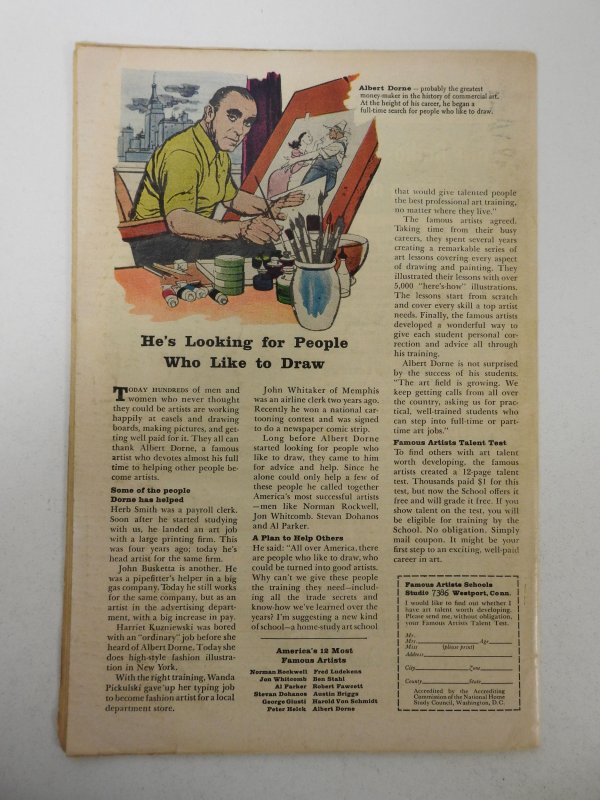 Albert Dorne — probably the greatest
money-maker in the history of commercial art.
At the height of his career, he began a
full-time search for people who like to draw.
He's Looking for People
Who Like to Draw
TODAY HUNDREDS of men and
women who never thought
they could be artists are working
happily at easels and drawing
boards, making pictures, and get-
ting well paid for it. They all can
thank Albert Dorne, a famous
artist who devotes almost his full
time to helping other people be-
come artists.
Some of the people
Dorne has helped
Herb Smith was a payroll clerk.
Soon after he started studying
with us, he landed an art job
with a large printing firm. This
was four years ago; today he's
head artist for the same firm.
John Busketta is another. He
was a pipefitter's helper in a big
gas company. Today he still works
for the same company, but as an
artist in the advertising depart-
ment, with a big increase in pay.
Harriet Kuzniewski was bored
with an "ordinary" job before she
heard of Albert Dorne. Today she
does high-style fashion illustra-
tion in New York.
With the right training, Wanda
Pickulski gave up her typing job
to become fashion artist for a local
department store.
John Whitaker of Memphis
was an airline clerk two years ago.
Recently he won a national car-
tooning contest and was signed
to do a newspaper comic strip.
Long before Albert Dorne
started looking for people who
like to draw, they came to him
for advice and help. Since he
alone could only help a few of
these people he called together
America's most successful artists
—men like Norman Rockwell,
Jon Whitcomb, Stevan Dohanos
and Al Parker.
A Plan to Help Others
He said: "All over America, there
are people who like to draw, who
could be turned into good artists.
Why can't we give these people
the training they need—includ-
ing all the trade secrets and
know-how we've learned over the
years? I'm suggesting a new kind
of school—a home-study art school
America's 12 Most
Famous Artists
Norman Rockwell Fred Ludekens
Jon Whitcomb Ben Stahl
Al Parker Robert Fawcett
Stevan Dohanos Austin Briggs
George Giusti Harold Von Schmidt
Peter Helck Albert Dorne
that would give talented people
the best professional art training,
no matter where they live."
The famous artists agreed.
Taking time from their busy
careers, they spent several years
creating a remarkable series of
art lessons covering every aspect
of drawing and painting. They
illustrated their lessons with over
5,000 "here's-how" illustrations.
The lessons start from scratch
and cover every skill a top artist
needs. Finally, the famous artists
developed a wonderful way to
give each student personal cor-
rection and advice all through
his training.
Albert Dorne is not surprised
by the success of his students.
"The art field is growing. We
keep getting calls from all over
the country, asking us for prac-
tical, well-trained students who
can step into full-time or part-
time art jobs."
Famous Artists Talent Test
To find others with art talent
worth developing, the famous
artists created a 12-page talent
test. Thousands paid $1 for this
test, but now the School offers it
free and will grade it free. If you
show talent on the test, you will
be eligible for training by the
School. No obligation. Simply
mail coupon. It might be your
first step to an exciting, well-paid
career in art.
Famous Artists Schools
Studio 7386 Westport, Conn.
I would like to find out whether I
have art talent worth developing.
Please send me, without obligation,
your Famous Artists Talent Test.
Mr.
Mrs. Age
Miss (please print)
Address
City Zone
County State
Accredited by the Accrediting
Commission of the National Home
Study Council, Washington, D.C.